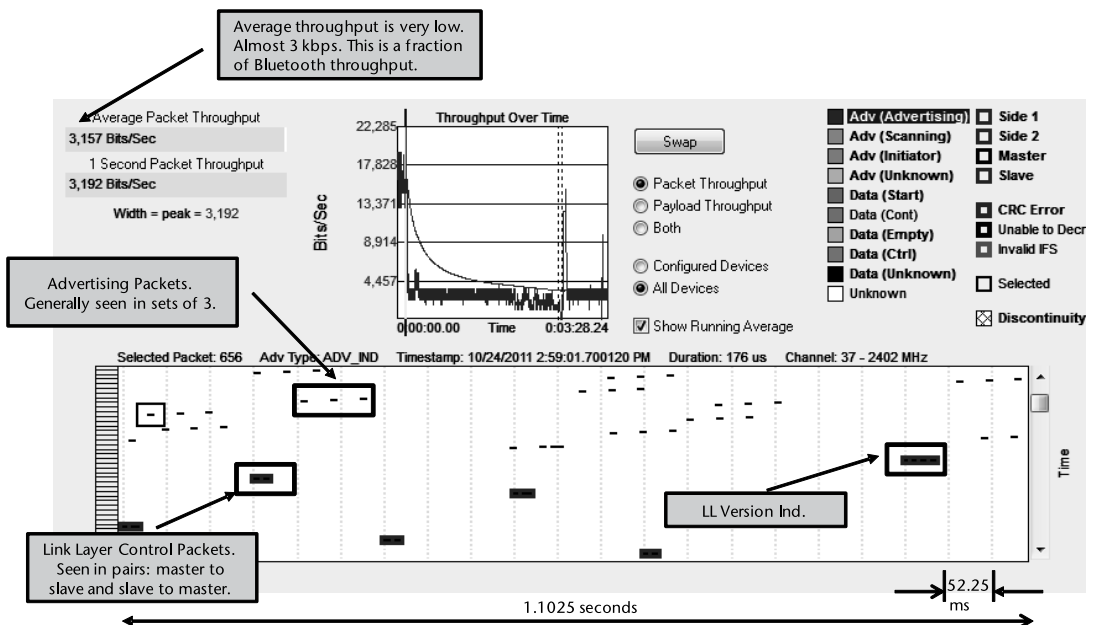 Average throughput is very low.
Almost 3 kbps. This is a fraction
of Bluetooth throughput.
Average Packet Throughput
3,157 Bits/Sec
1 Second Packet Throughput
3,192 Bits/Sec
Width = peak = 3,192
Throughput Over Time
22,285
17,828
13,371
8,914
4,457
Bits/Sec
0:00:00.00 Time 0:03:28.24
Swap
Packet Throughput
Payload Throughput
Both
Configured Devices
All Devices
Show Running Average
Adv (Advertising)
Adv (Scanning)
Adv (Initiator)
Adv (Unknown)
Data (Start)
Data (Cont)
Data (Empty)
Data (Ctrl)
Data (Unknown)
Unknown
Side 1
Side 2
Master
Slave
CRC Error
Unable to Decr
Invalid IFS
Selected
Discontinuity
Advertising Packets.
Generally seen in sets of 3.
Selected Packet: 656 Adv Type: ADV_IND Timestamp: 10/24/2011 2:59:01.700120 PM Duration: 176 us Channel: 37 - 2402 MHz
Time
LL Version Ind.
Link Layer Control Packets.
Seen in pairs: master to
slave and slave to master.
52.25
ms
1.1025 seconds